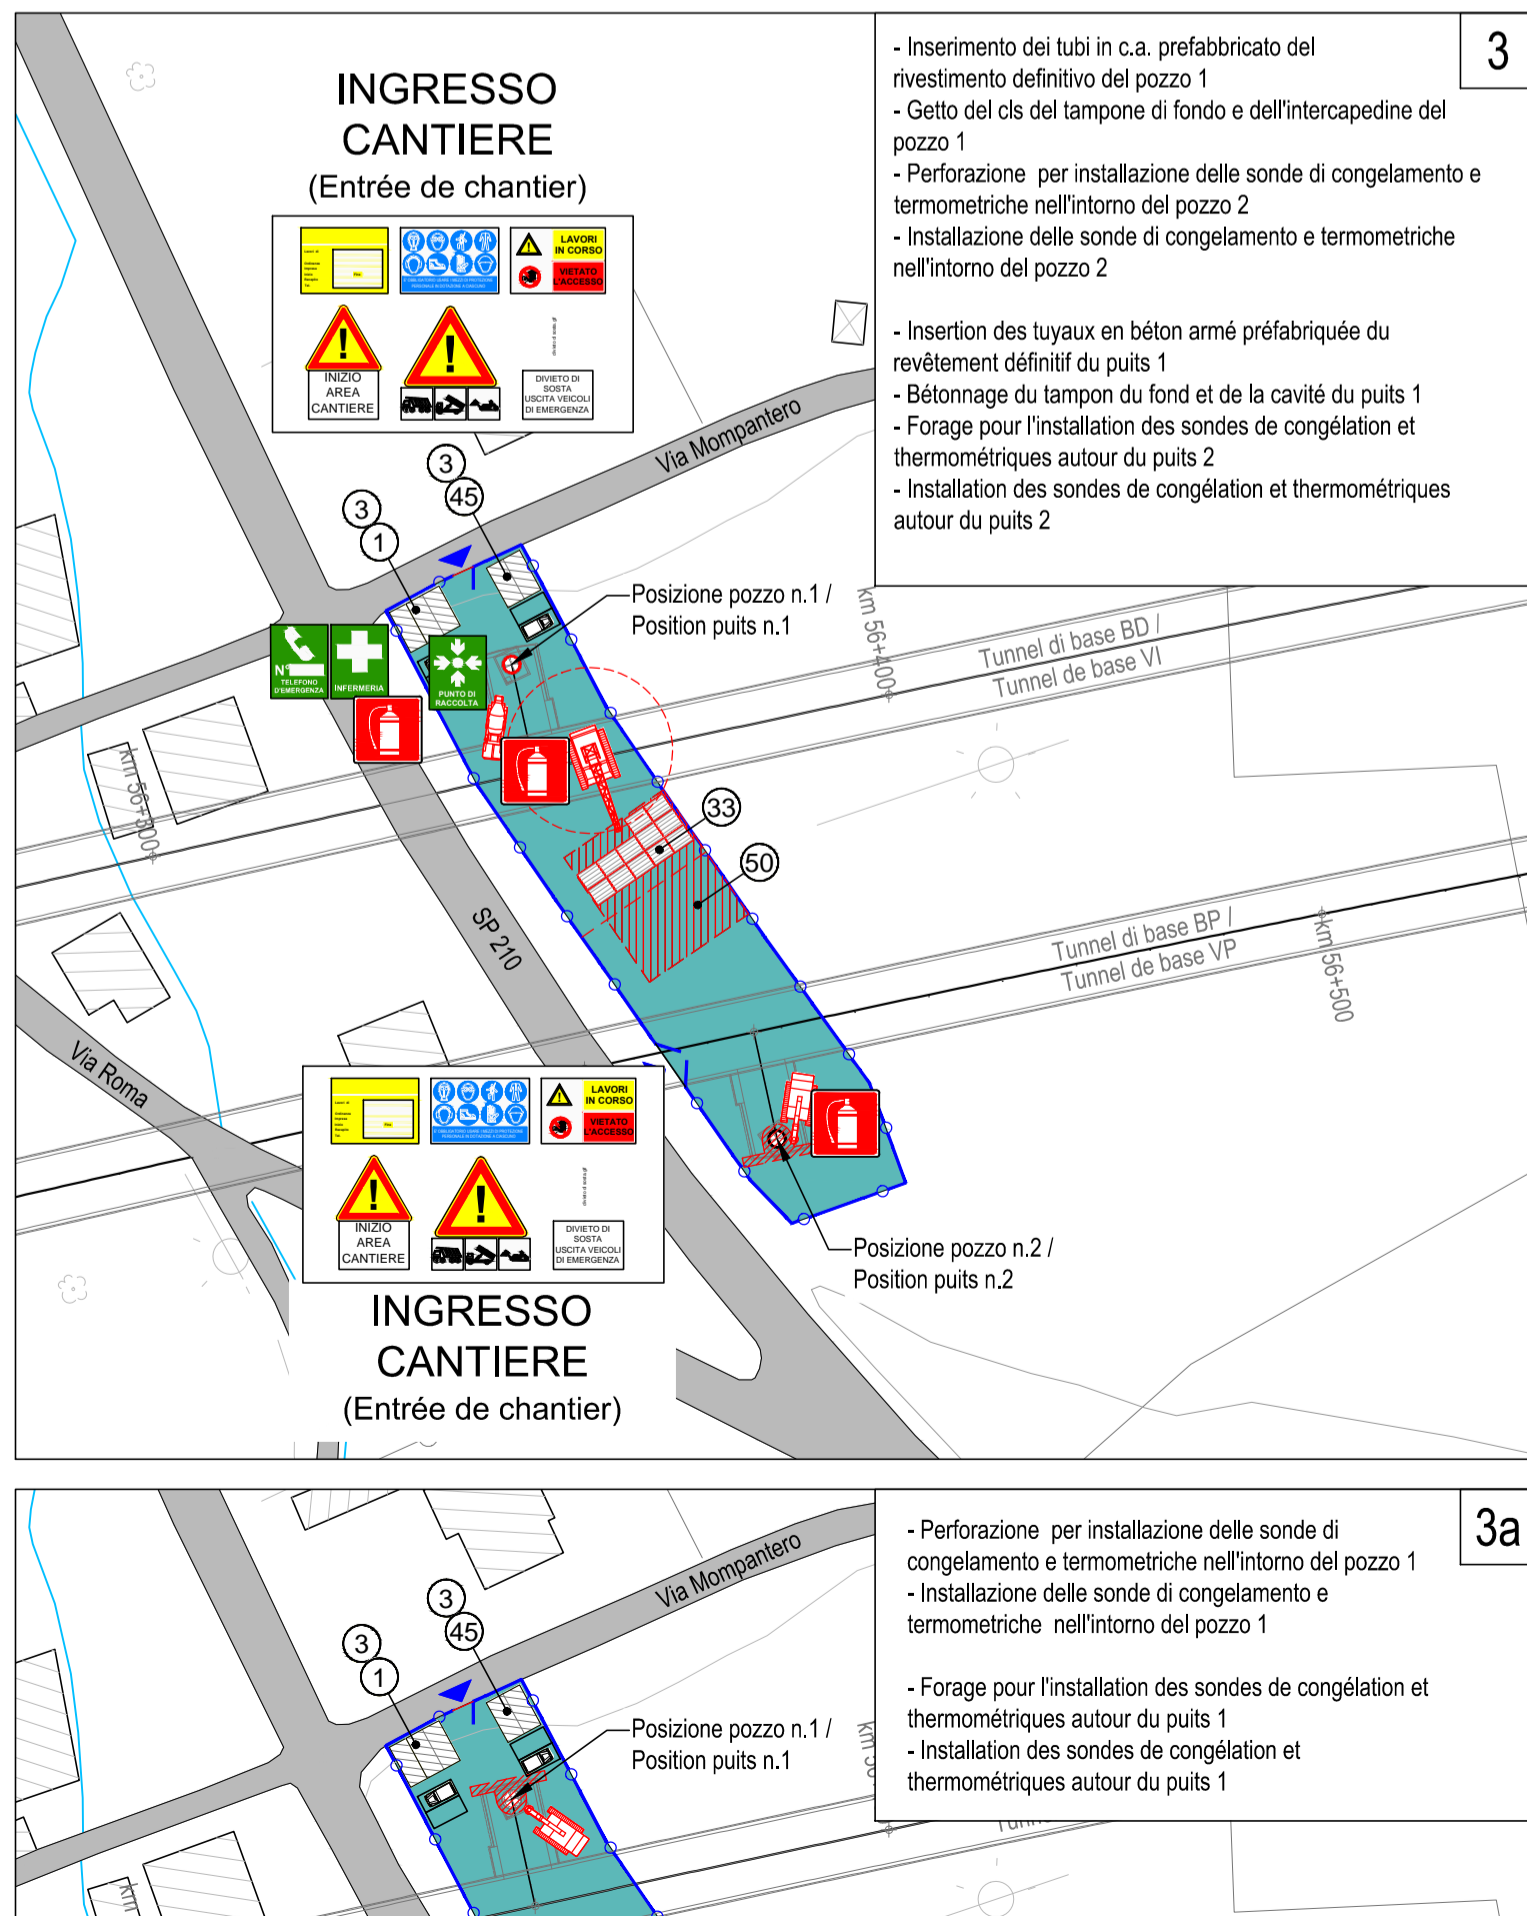 3
- Inserimento dei tubi in c.a. prefabbricato del
rivestimento definitivo del pozzo 1
- Getto del cls del tampone di fondo e dell'intercapedine del
pozzo 1
- Perforazione  per installazione delle sonde di congelamento e
termometriche nell'intorno del pozzo 2
- Installazione delle sonde di congelamento e termometriche
nell'intorno del pozzo 2
- Insertion des tuyaux en béton armé préfabriquée du
revêtement définitif du puits 1
- Bétonnage du tampon du fond et de la cavité du puits 1
- Forage pour l'installation des sondes de congélation et
thermométriques autour du puits 2
- Installation des sondes de congélation et thermométriques
autour du puits 2
INGRESSO
CANTIERE
(Entrée de chantier)
LAVORI
IN CORSO
VIETATO
L'ACCESSO
INIZIO
AREA
CANTIERE
DIVIETO DI
SOSTA
USCITA VEICOLI
DI EMERGENZA
Via Mompantero
3
45
3
1
Posizione pozzo n.1 /
Position puits n.1
km 56+400
Tunnel di base BD /
Tunnel de base VI
N°
TELEFONO
D'EMERGENZA
INFERMERIA
PUNTO DI
RACCOLTA
km 56+300
33
50
SP 210
Tunnel di base BP /
Tunnel de base VP
km 56+500
Via Roma
LAVORI
IN CORSO
VIETATO
L'ACCESSO
INIZIO
AREA
CANTIERE
DIVIETO DI
SOSTA
USCITA VEICOLI
DI EMERGENZA
Posizione pozzo n.2 /
Position puits n.2
INGRESSO
CANTIERE
(Entrée de chantier)
3a
- Perforazione  per installazione delle sonde di
congelamento e termometriche nell'intorno del pozzo 1
- Installazione delle sonde di congelamento e
termometriche  nell'intorno del pozzo 1
- Forage pour l'installation des sondes de congélation et
thermométriques autour du puits 1
- Installation des sondes de congélation et
thermométriques autour du puits 1
Via Mompantero
3
45
3
1
Posizione pozzo n.1 /
Position puits n.1
km
km